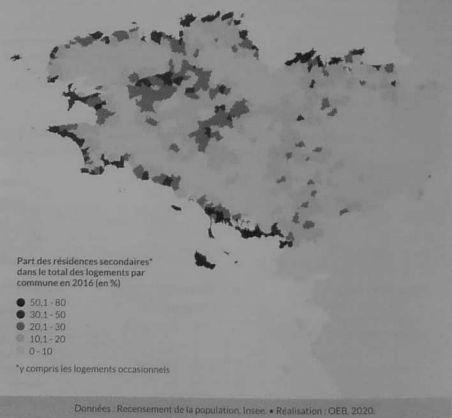 Part des résidences secondaires*
dans le total des logements par
commune en 2016 (en %)
50,1 - 80
30,1 - 50
20,1 - 30
10,1 - 20
0 - 10
*y compris les logements occasionnels
Données : Recensement de la population, Insee. • Réalisation : OEB, 2020.